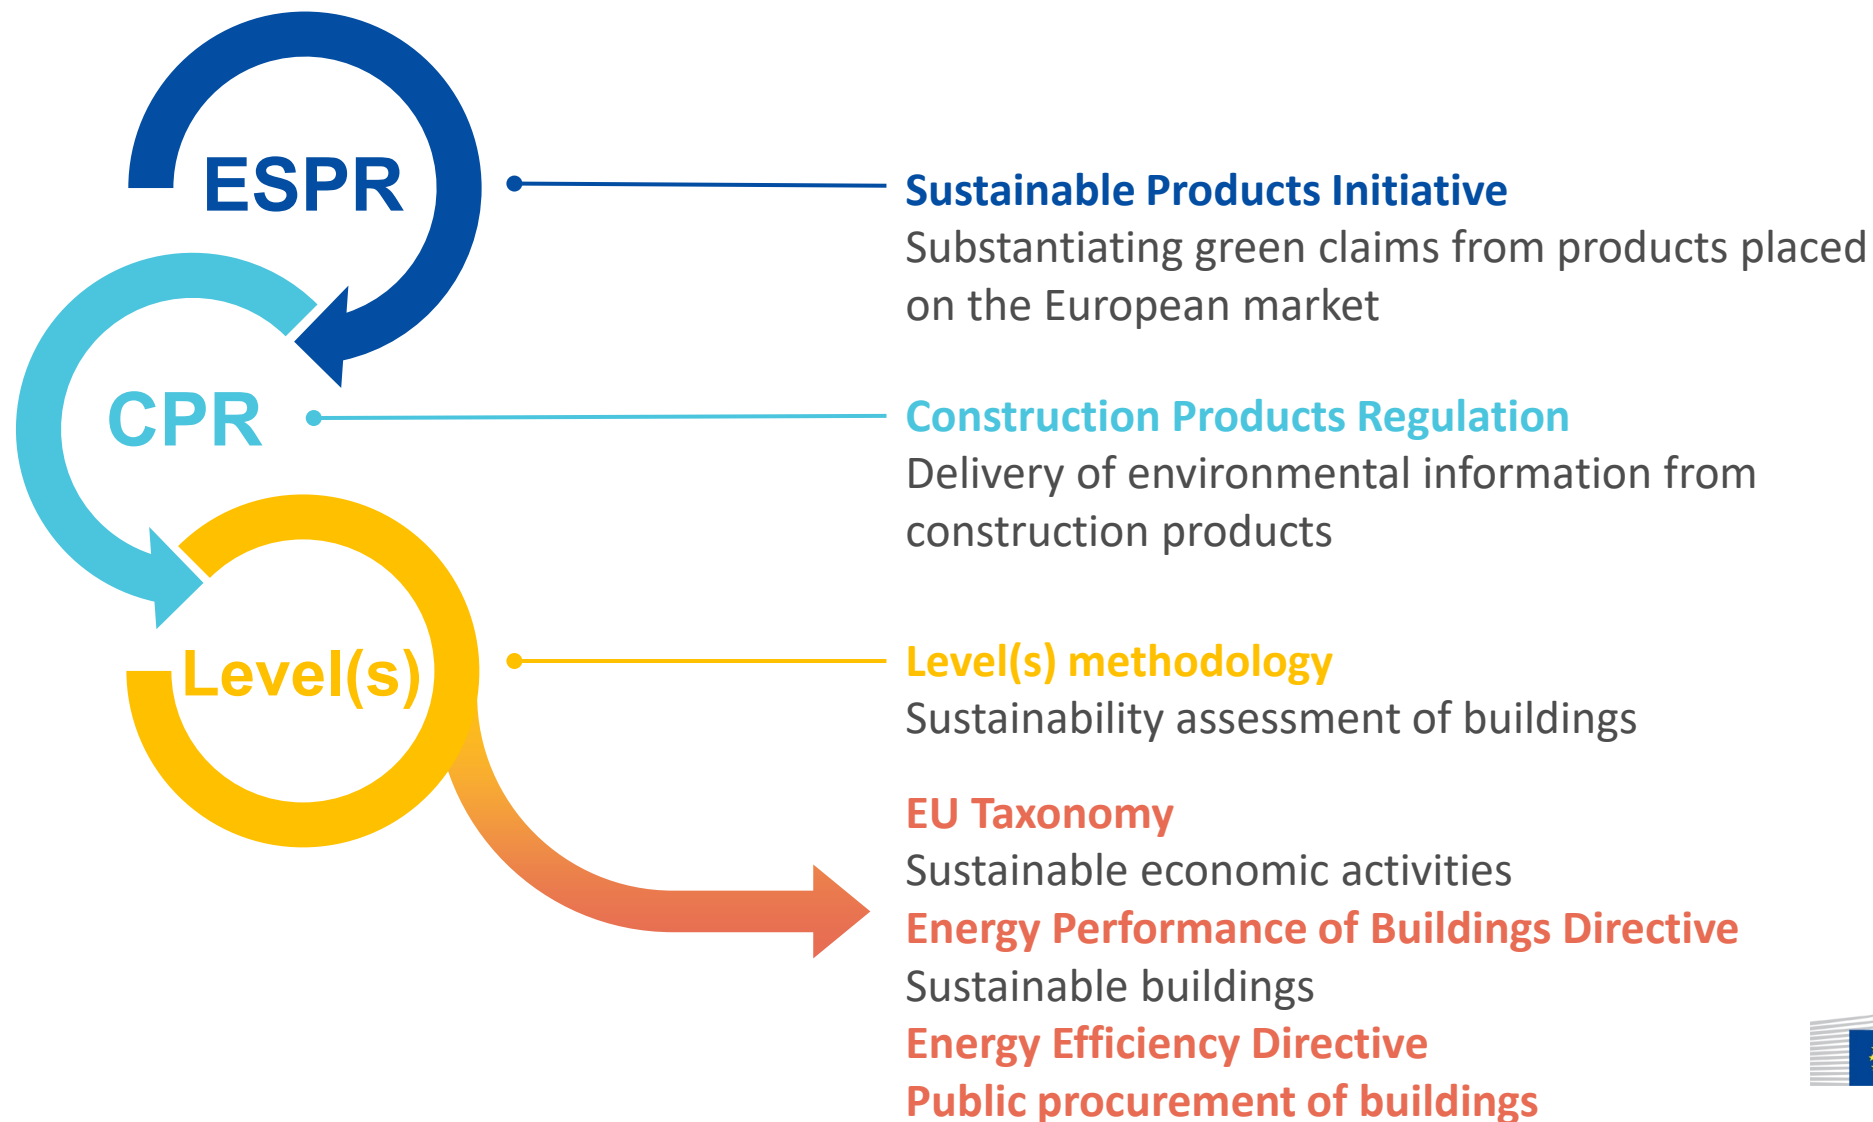 ESPR
Sustainable Products Initiative
Substantiating green claims from products placed
on the European market
CPR
Construction Products Regulation
Delivery of environmental information from
construction products
Level(s)
Level(s) methodology
Sustainability assessment of buildings
EU Taxonomy
Sustainable economic activities
Energy Performance of Buildings Directive
Sustainable buildings
Energy Efficiency Directive
Public procurement of buildings